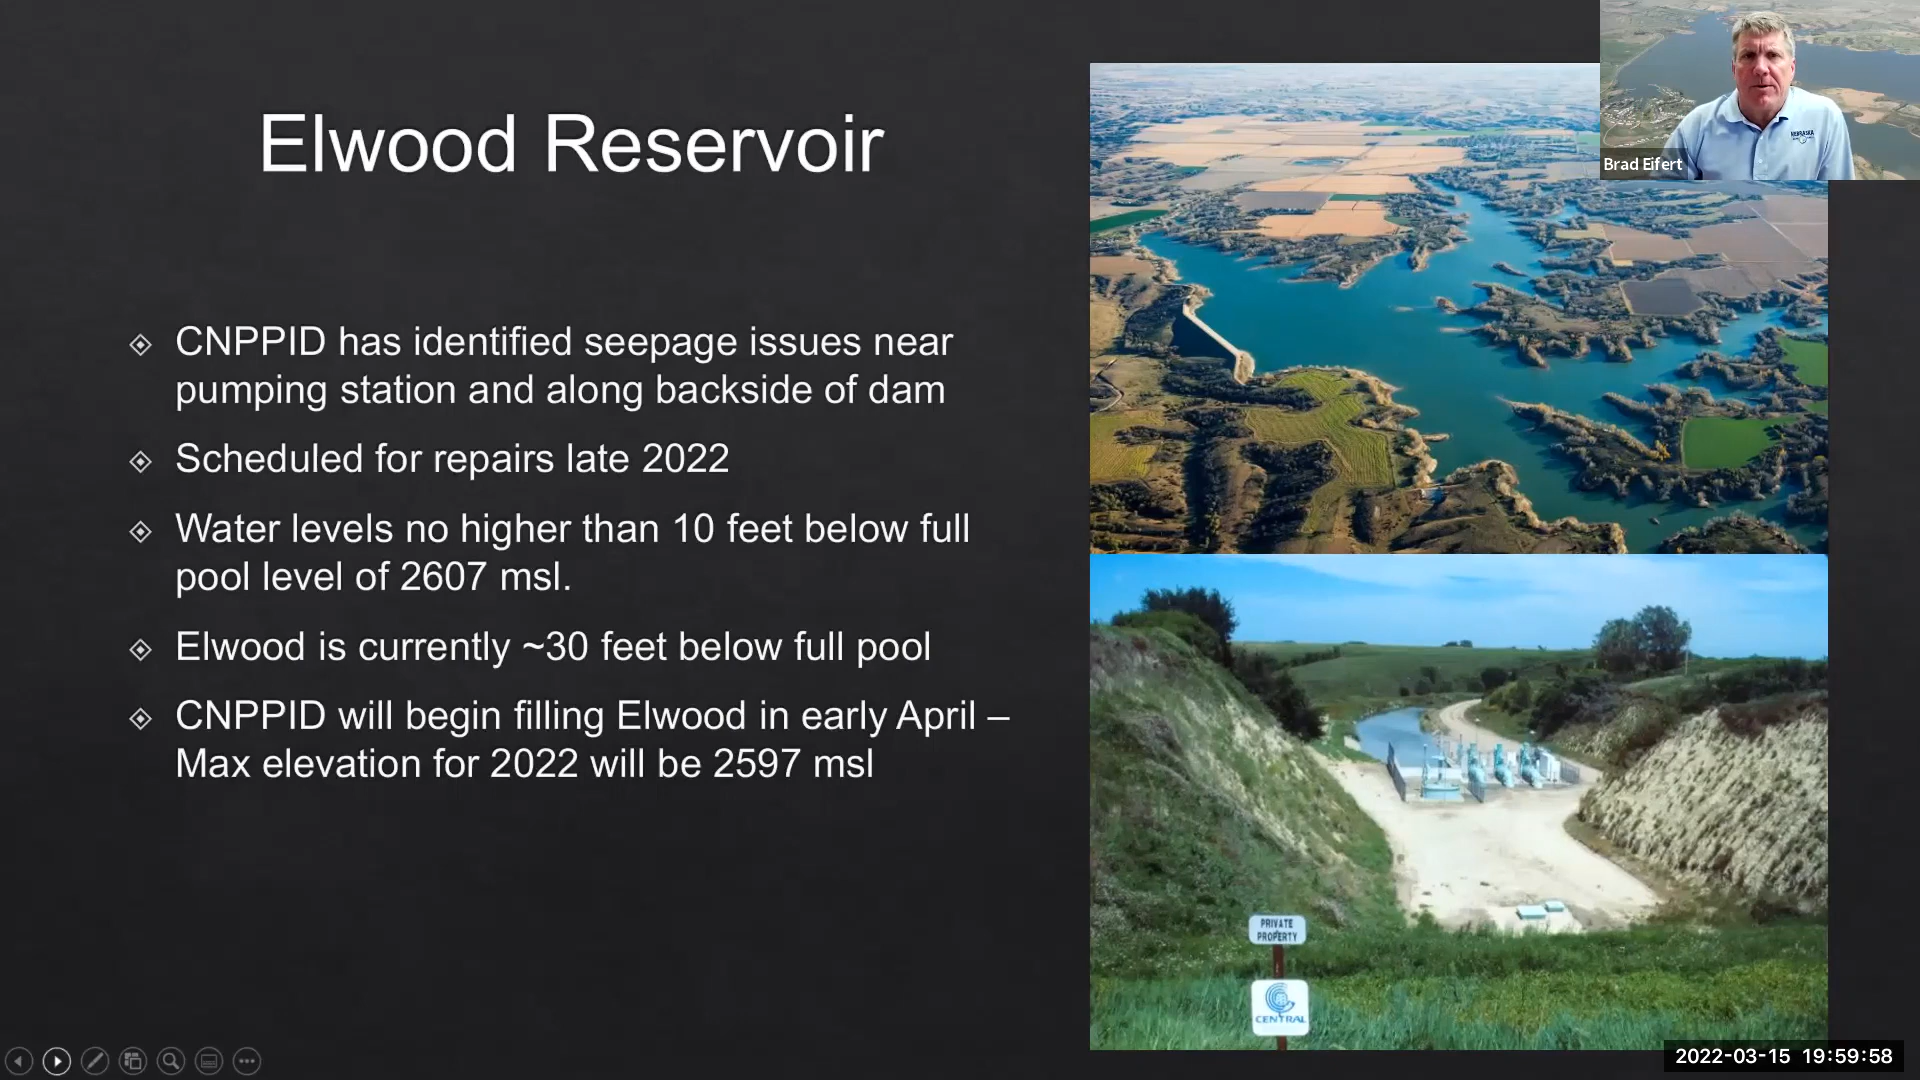 Elwood Reservoir
CNPPID has identified seepage issues near
pumping station and along backside of dam
Scheduled for repairs late 2022
Water levels no higher than 10 feet below full
pool level of 2607 msl.
Elwood is currently ~30 feet below full pool
CNPPID will begin filling Elwood in early April –
Max elevation for 2022 will be 2597 msl
NEBRASKA
Brad Eifert
PRIVATE
PROPERTY
CENTRAL
2022-03-15 19:59:58